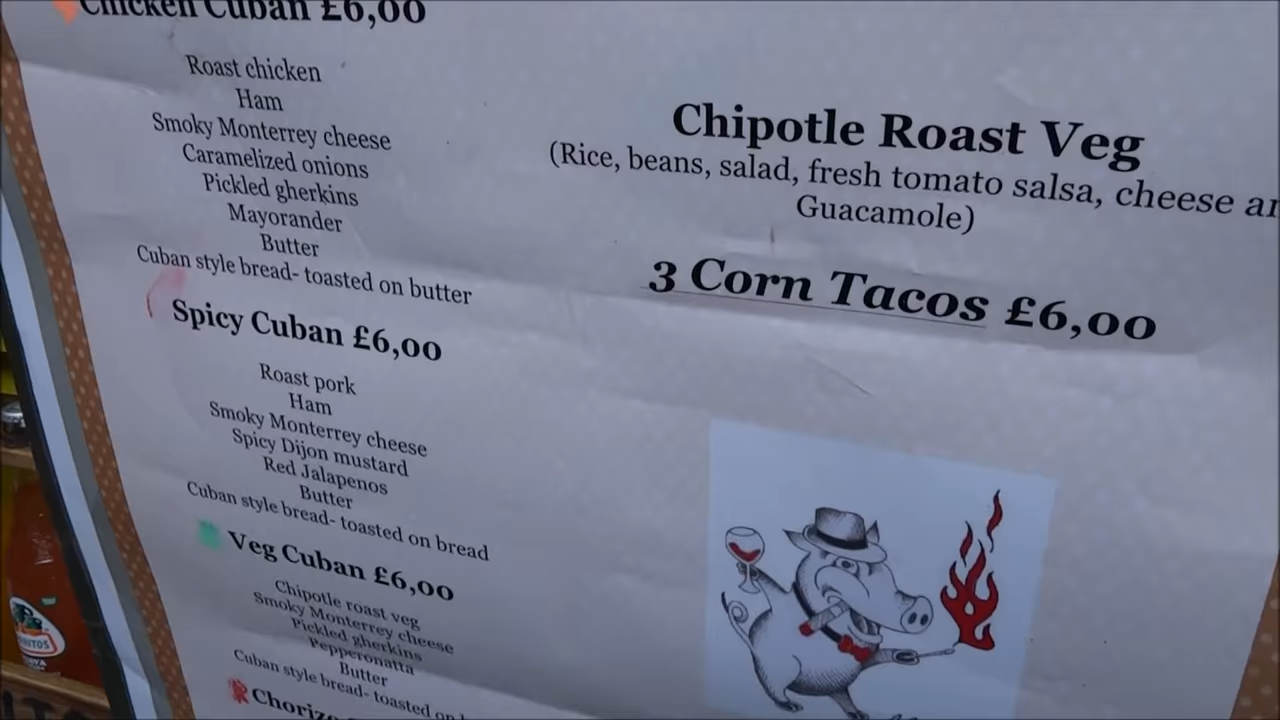 Chicken Cuban £6,00
Roast chicken
Ham
Smoky Monterrey cheese
Caramelized onions
Pickled gherkins
Mayorander
Butter
Cuban style bread- toasted on butter
Spicy Cuban £6,00
Roast pork
Ham
Smoky Monterrey cheese
Spicy Dijon mustard
Red Jalapenos
Butter
Cuban style bread- toasted on bread
Veg Cuban £6,00
Chipotle roast veg
Smoky Monterrey cheese
Pickled gherkins
Pepperonatta
Butter
Cuban style bread- toasted on
Chorizo
Chipotle Roast Veg
(Rice, beans, salad, fresh tomato salsa, cheese
Guacamole)
3 Corn Tacos £6,00